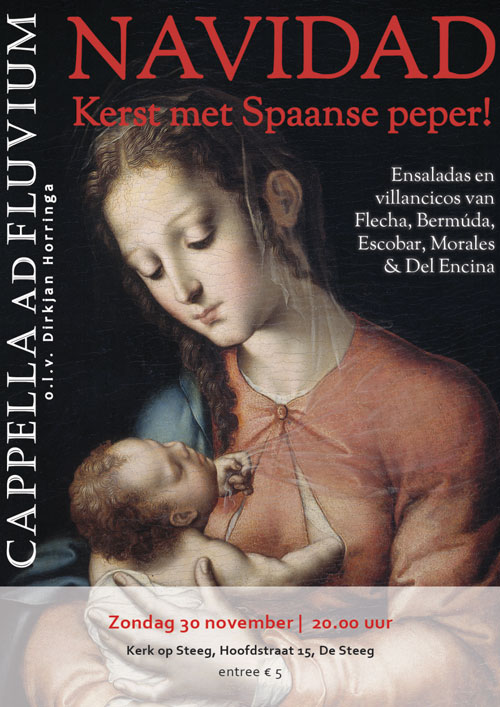 NAVIDAD
Kerst met Spaanse peper!
Ensaladas en
villancicos van
Flecha, Bermúda,
Escobar, Morales
& Del Encina
CAPPELLA AD FLUVIUM
o.l.v. Dirkjan Horringa
Zondag 30 november | 20.00 uur
Kerk op Steeg, Hoofdstraat 15, De Steeg
entree € 5